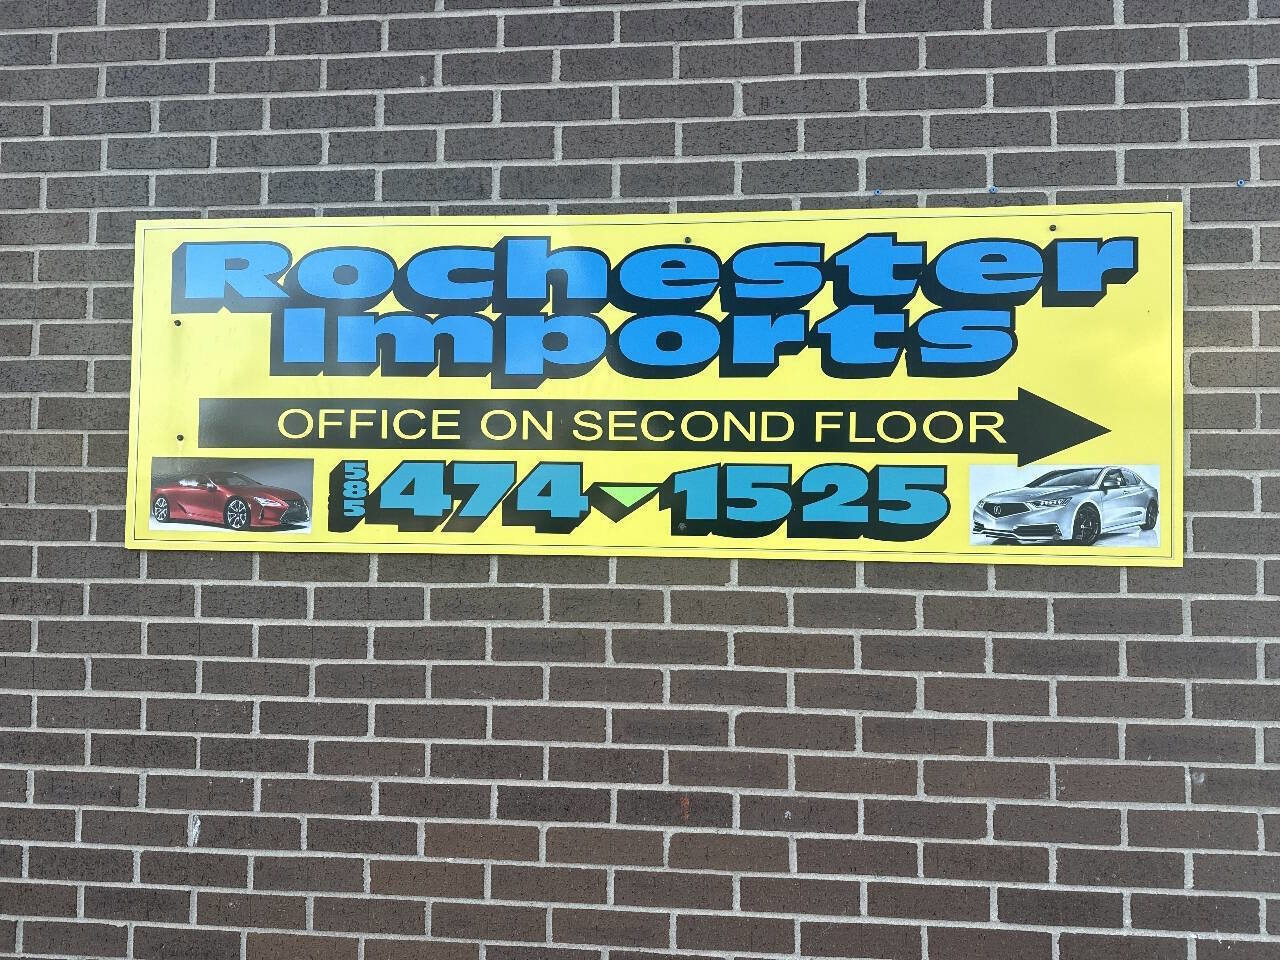 Rochester
Imports
OFFICE ON SECOND FLOOR
585 474 1525